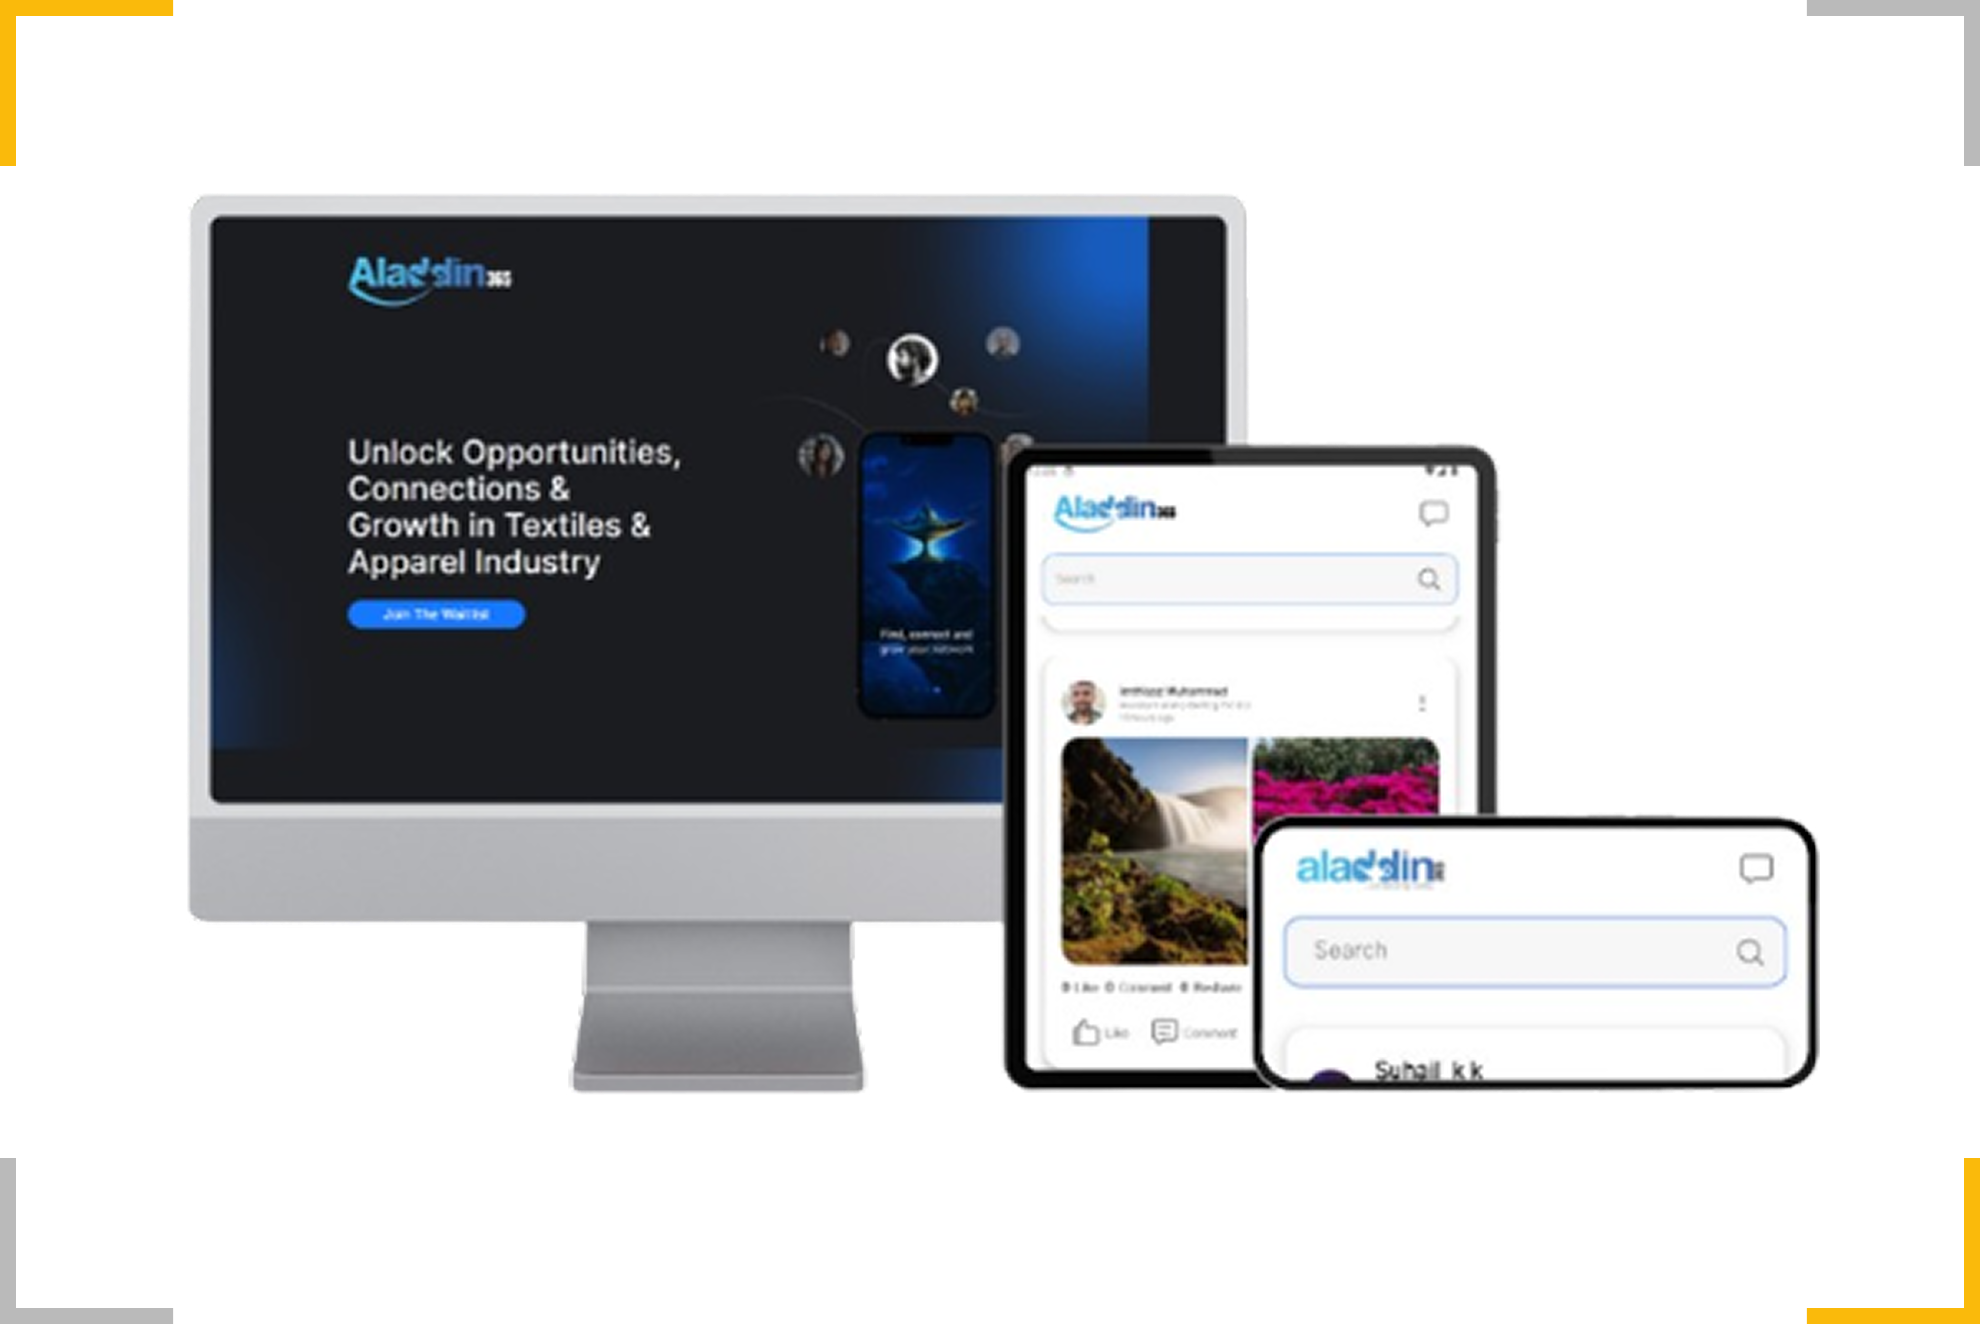 Aladdin365
Unlock Opportunities,
Connections &
Growth in Textiles &
Apparel Industry
Join The Waitlist
Find, connect and
grow your network
Aladdin365
Search
0 Like 0 Comment 0 Reshare
Like Comment
aladdin365
Search
Suhail k k